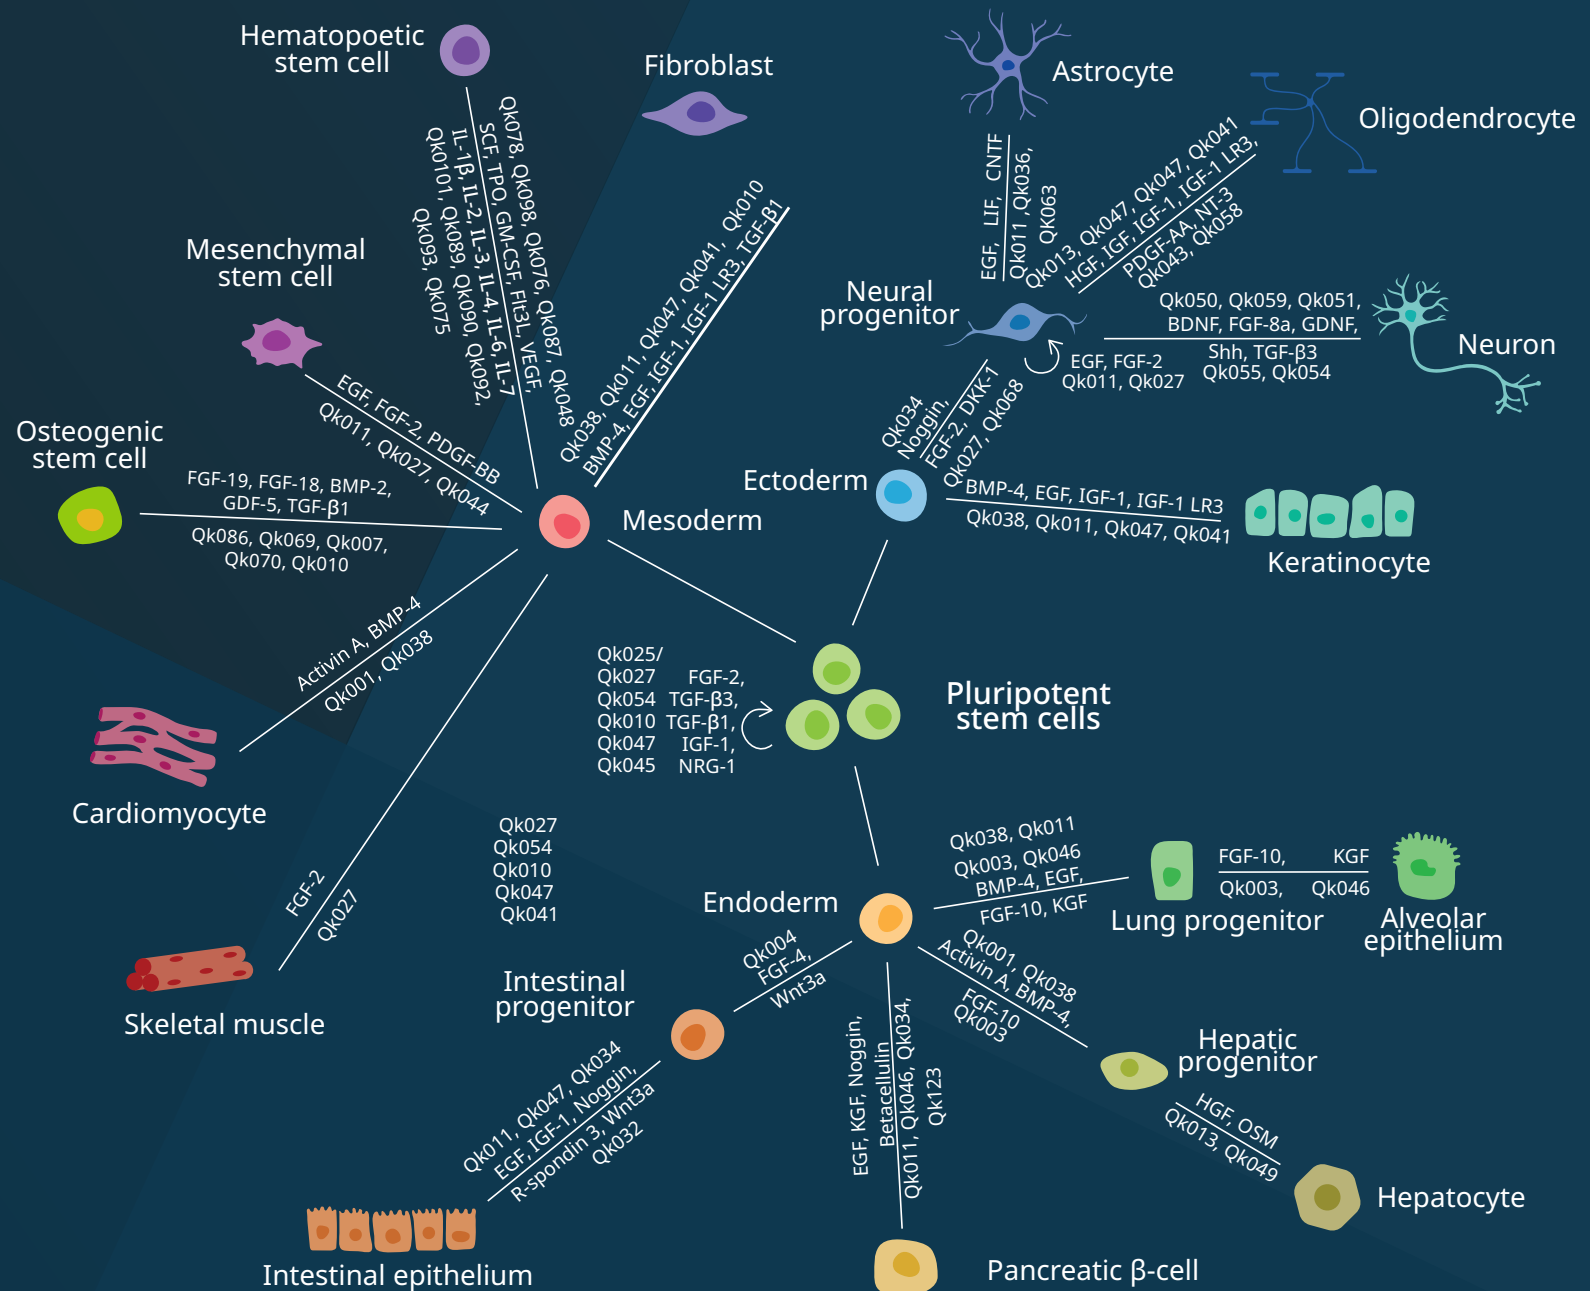 Hematopoetic
stem cell
Qk078, Qk098, Qk076, Qk087, Qk048
SCF, TPO, GM-CSF, Flt3L, VEGF,
IL-1β, IL-2, IL-3, IL-4, IL-6, IL-7
Qk0101, Qk089, Qk090, Qk092,
Qk093, Qk075
Fibroblast
Qk038, Qk011, Qk047, Qk041, Qk010
BMP-4, EGF, IGF-1, IGF-1 LR3, TGF-β1
Astrocyte
EGF, LIF, CNTF
Qk011 ,Qk036,
QK063
Oligodendrocyte
Qk013, Qk047, Qk047, Qk041
HGF, IGF, IGF-1, IGF-1 LR3,
PDGF-AA, NT-3
Qk043, Qk058
Mesenchymal
stem cell
EGF, FGF-2, PDGF-BB
Qk011, Qk027, Qk044
Neural
progenitor
EGF, FGF-2
Qk011, Qk027
Qk050, Qk059, Qk051,
BDNF, FGF-8a, GDNF,
Shh, TGF-β3
Qk055, Qk054
Neuron
Qk034
Noggin,
FGF-2, DKK-1
Qk027, Qk068
Osteogenic
stem cell
FGF-19, FGF-18, BMP-2,
GDF-5, TGF-β1
Qk086, Qk069, Qk007,
Qk070, Qk010
Mesoderm
Ectoderm
BMP-4, EGF, IGF-1, IGF-1 LR3
Qk038, Qk011, Qk047, Qk041
Keratinocyte
Activin A, BMP-4
Qk001, Qk038
Cardiomyocyte
Qk025/
Qk027 FGF-2,
Qk054 TGF-β3,
Qk010 TGF-β1,
Qk047 IGF-1,
Qk045 NRG-1
Pluripotent
stem cells
FGF-2
Qk027
Skeletal muscle
Qk027
Qk054
Qk010
Qk047
Qk041
Endoderm
Qk038, Qk011
Qk003, Qk046
BMP-4, EGF,
FGF-10, KGF
Lung progenitor
FGF-10, KGF
Qk003, Qk046
Alveolar
epithelium
Intestinal
progenitor
Qk004
FGF-4,
Wnt3a
Qk001, Qk038
Activin A, BMP-4,
FGF-10
Qk003
Hepatic
progenitor
HGF, OSM
Qk013, Qk049
Hepatocyte
Qk011, Qk047, Qk034
EGF, IGF-1, Noggin,
R-spondin 3, Wnt3a
Qk032
Intestinal epithelium
EGF, KGF, Noggin,
Betacellulin
Qk011, Qk046, Qk034,
Qk123
Pancreatic β-cell